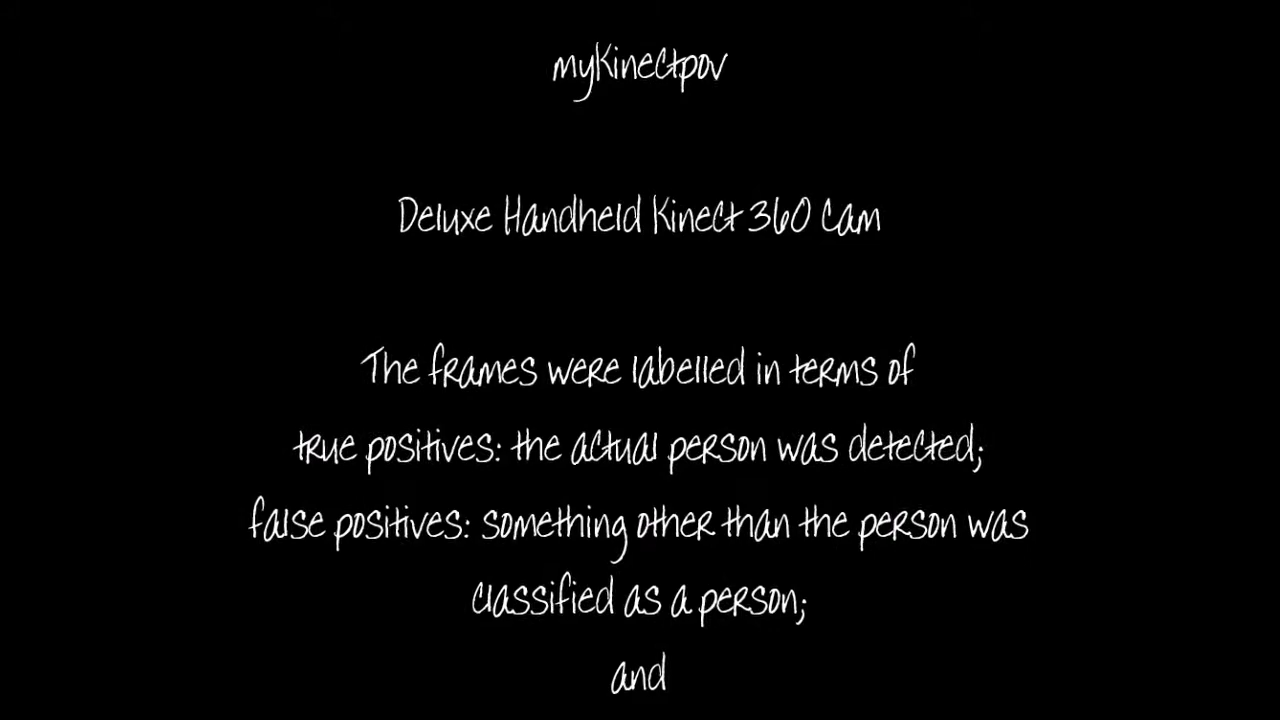 mykinectpov
Deluxe Handheld Kinect 360 Cam
The frames were labelled in terms of
true positives: the actual person was detected;
false positives: something other than the person was
classified as a person;
and